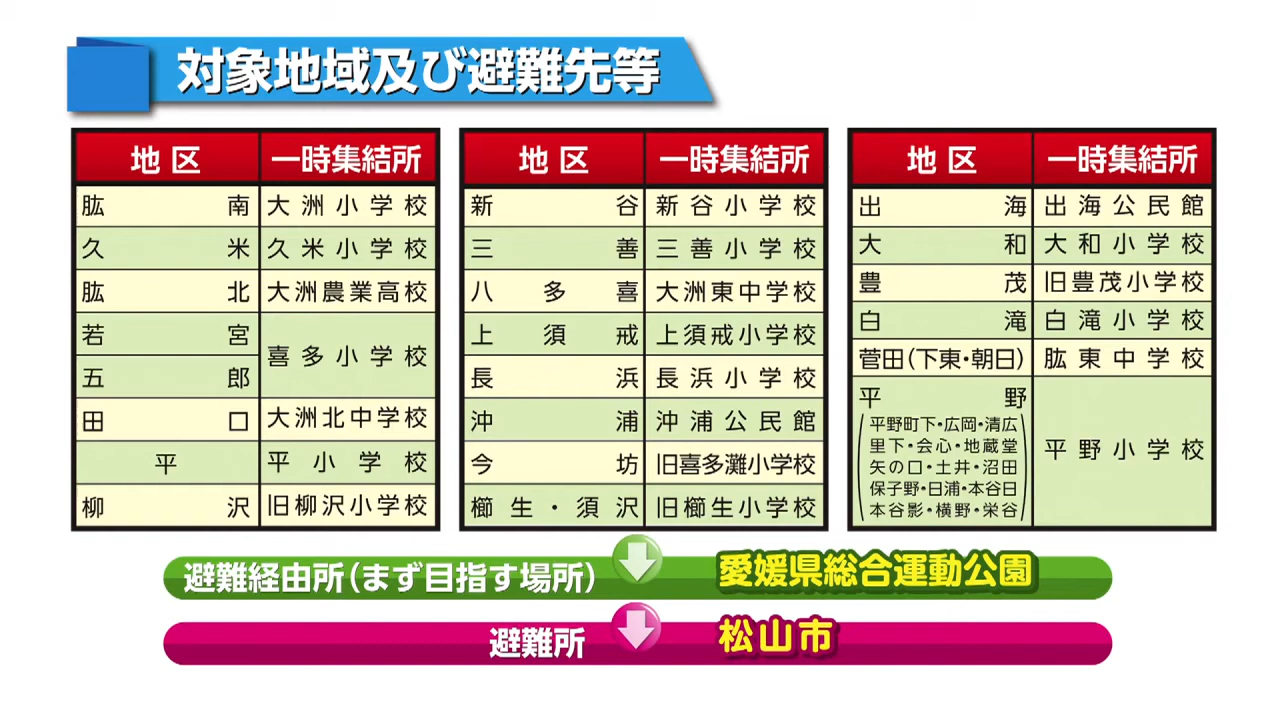 対象地域及び避難先等
地区 一時集結所
肱南 大洲小学校
久米 久米小学校
肱北 大洲農業高校
若宮 喜多小学校
五郎
田口 大洲北中学校
平 平小学校
柳沢 旧柳沢小学校
地区 一時集結所
新谷 新谷小学校
三善 三善小学校
八多喜 大洲東中学校
上須戒 上須戒小学校
長浜 長浜小学校
沖浦 沖浦公民館
今坊 旧喜多灘小学校
櫛生・須沢 旧櫛生小学校
地区 一時集結所
出海 出海公民館
大和 大和小学校
豊茂 旧豊茂小学校
白滝 白滝小学校
菅田(下東・朝日) 肱東中学校
平野 平野小学校
(平野町下・広岡・清広
里下・会心・地蔵堂
矢の口・土井・沼田
保子野・日浦・本谷日
本谷影・横野・栄谷)
避難経由所(まず目指す場所) 愛媛県総合運動公園
避難所 松山市